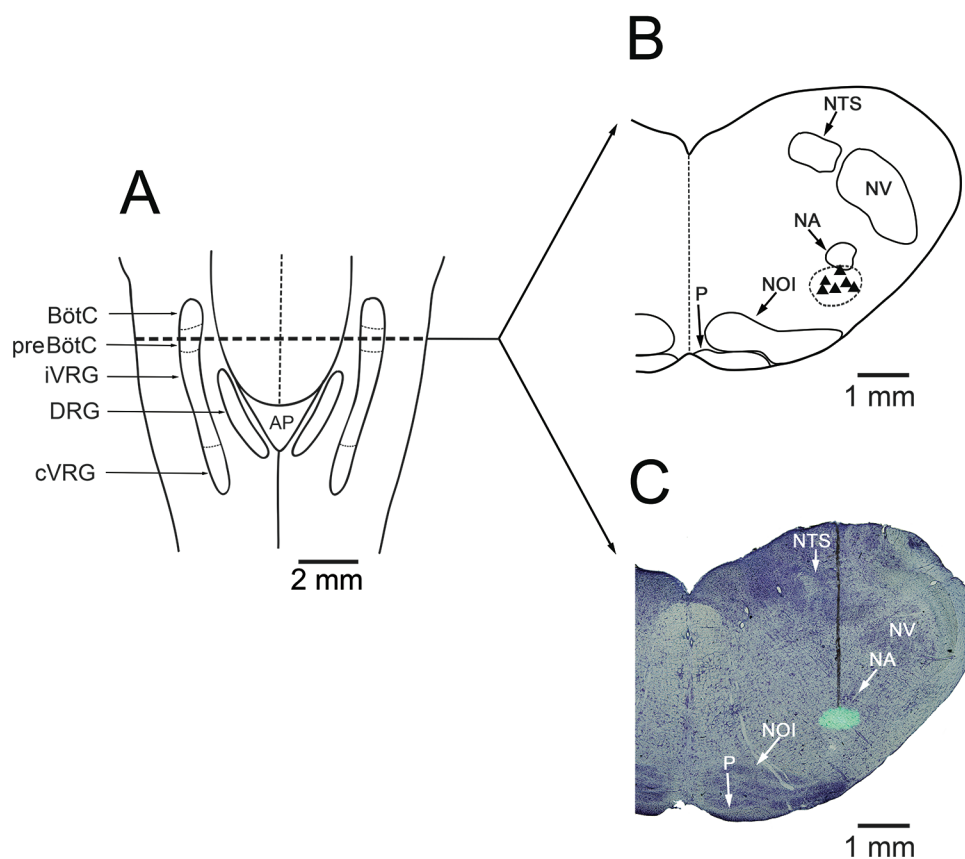 A
BötC
preBötC
iVRG
DRG
AP
cVRG
2 mm
B
NTS
NV
NA
NOI
P
1 mm
C
NTS
NV
NA
NOI
P
1 mm